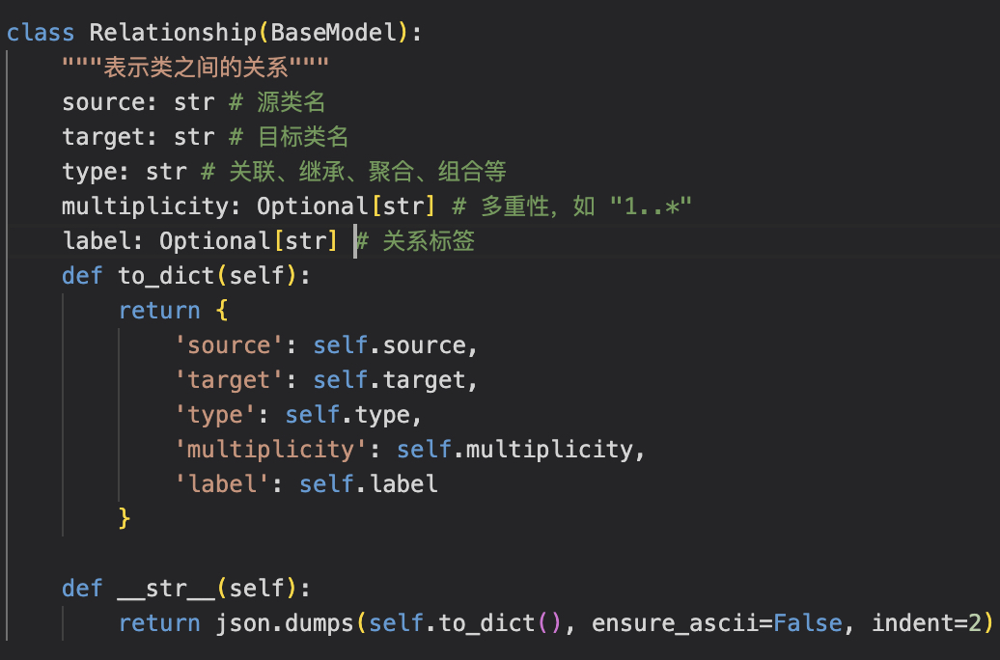 class Relationship(BaseModel):
    """表示类之间的关系"""
    source: str # 源类名
    target: str # 目标类名
    type: str # 关联、继承、聚合、组合等
    multiplicity: Optional[str] # 多重性，如 "1..*"
    label: Optional[str] # 关系标签
    def to_dict(self):
        return {
            'source': self.source,
            'target': self.target,
            'type': self.type,
            'multiplicity': self.multiplicity,
            'label': self.label
        }

    def __str__(self):
        return json.dumps(self.to_dict(), ensure_ascii=False, indent=2)